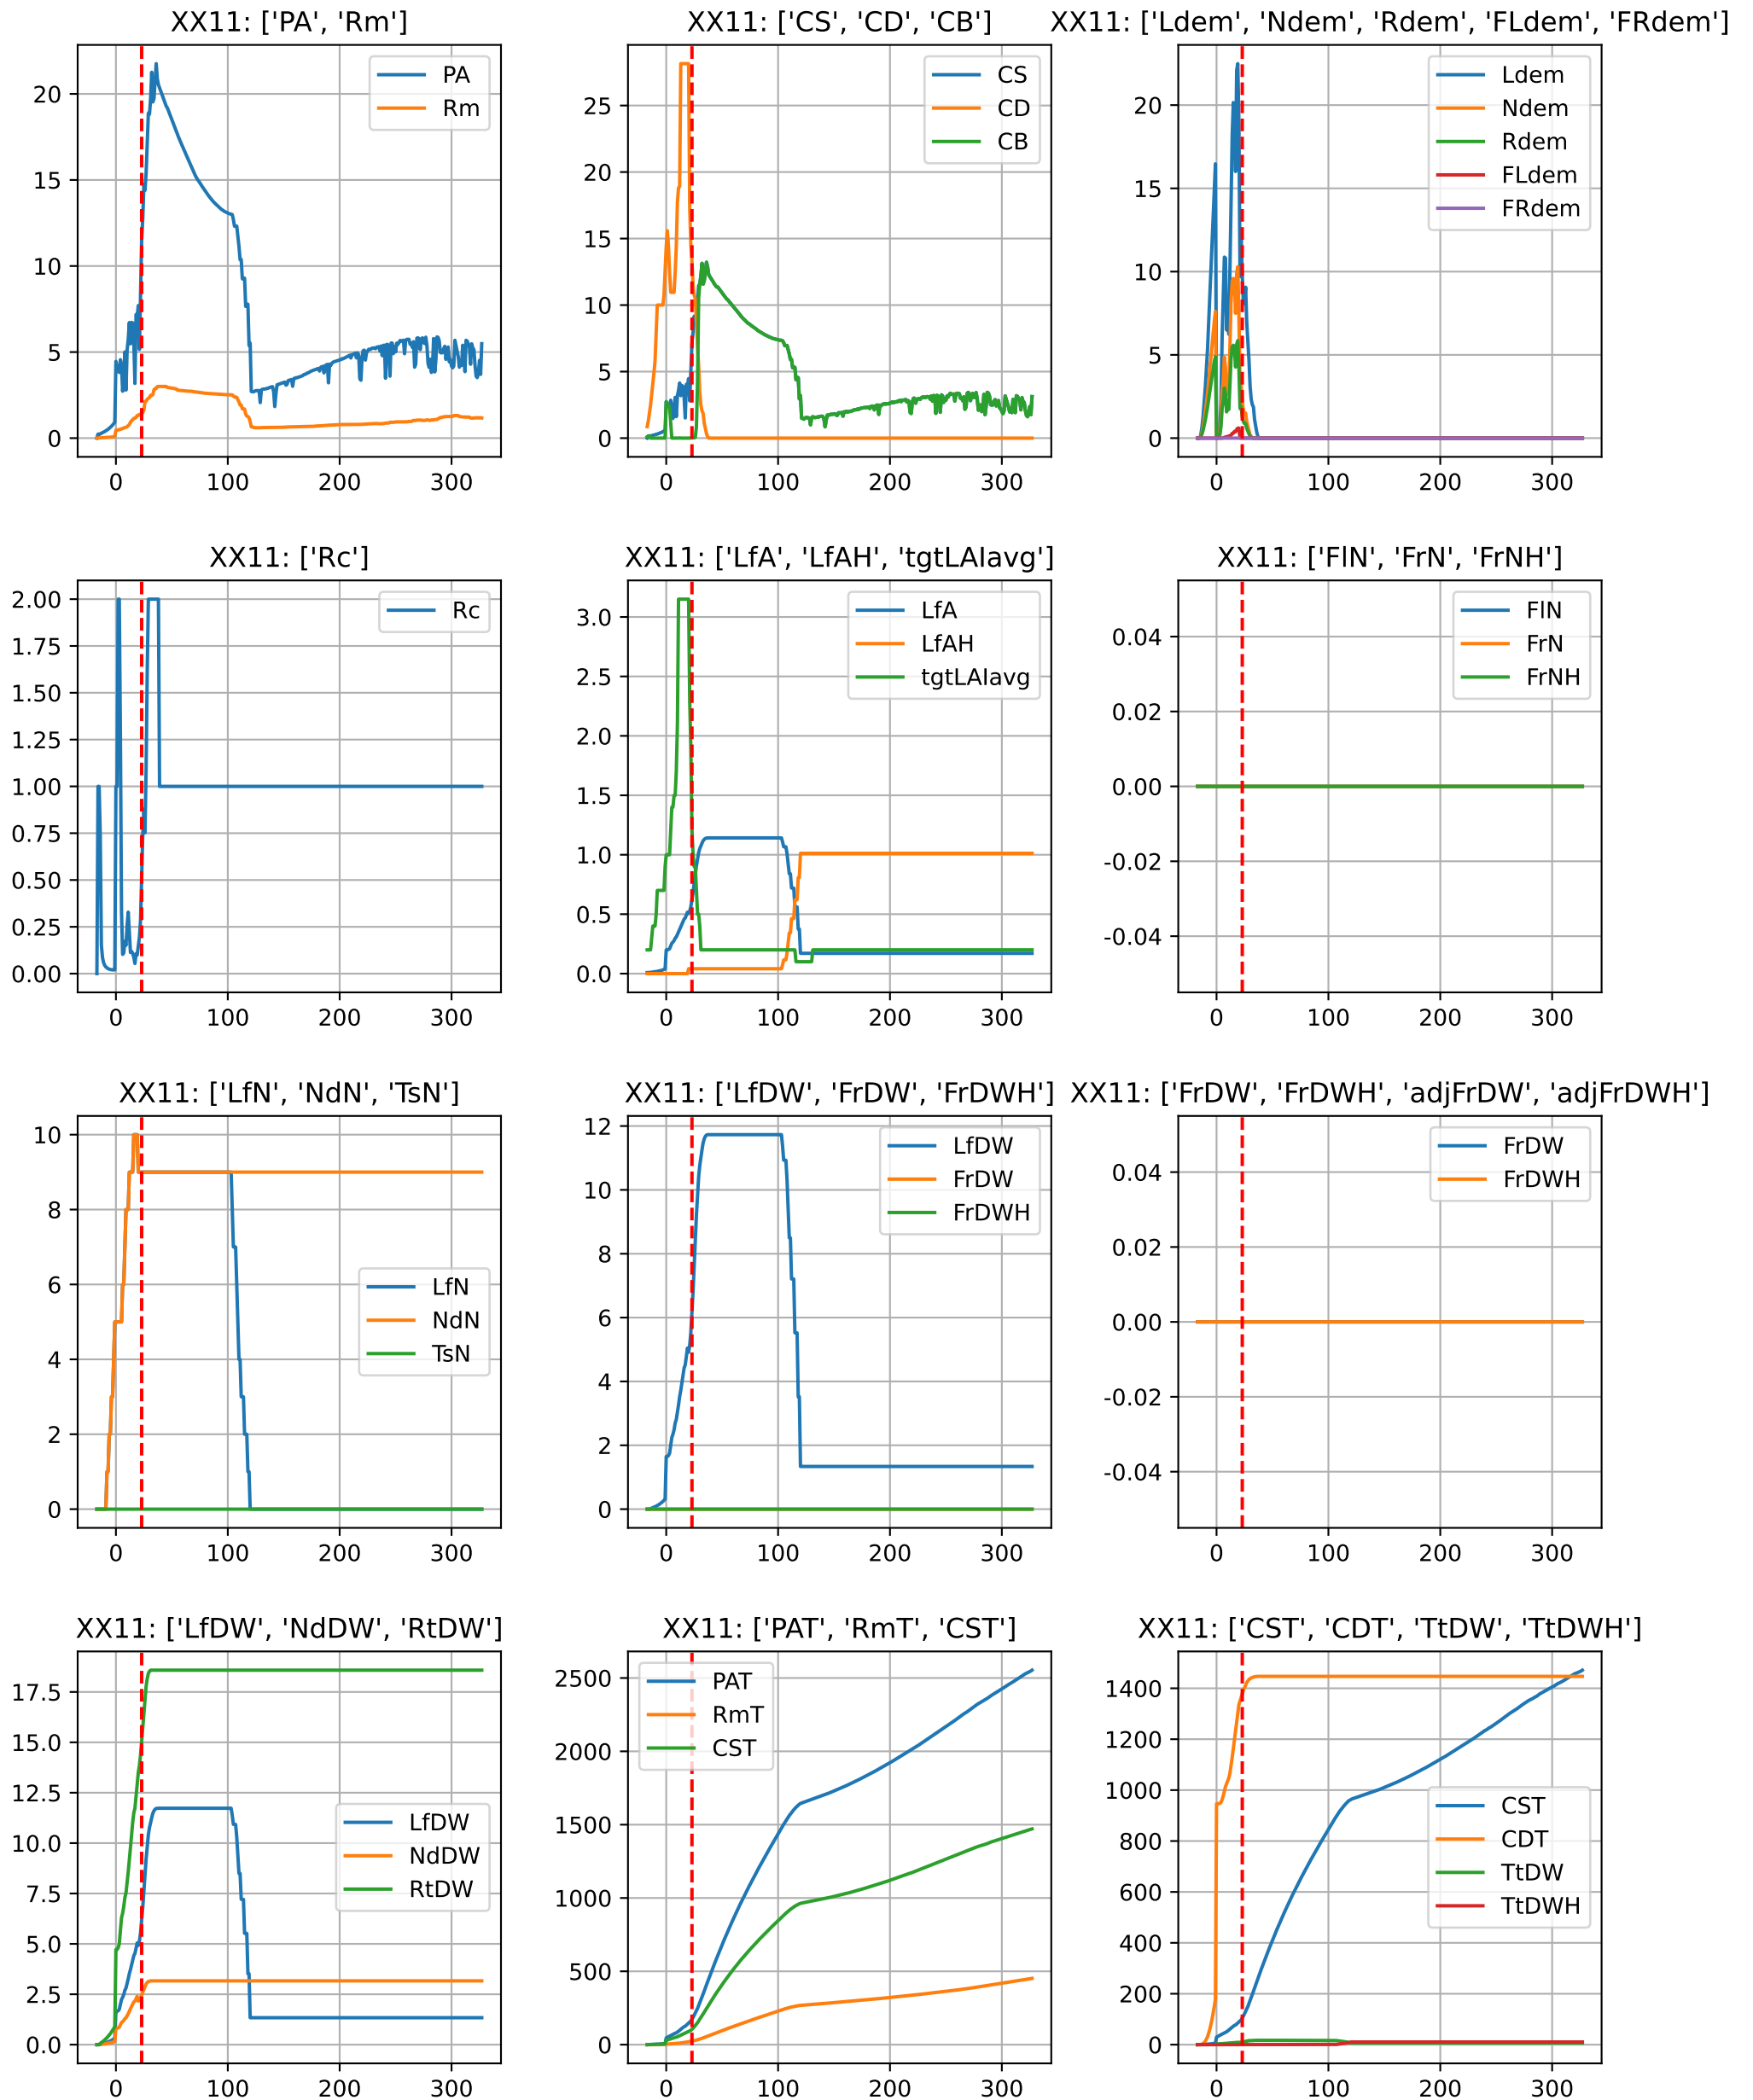 XX11: ['PA', 'Rm']
20
15
10
5
0
0 100 200 300
PA
Rm
XX11: ['CS', 'CD', 'CB']
25
20
15
10
5
0
0 100 200 300
CS
CD
CB
XX11: ['Ldem', 'Ndem', 'Rdem', 'FLdem', 'FRdem']
20
15
10
5
0
0 100 200 300
Ldem
Ndem
Rdem
FLdem
FRdem
XX11: ['Rc']
2.00
1.75
1.50
1.25
1.00
0.75
0.50
0.25
0.00
0 100 200 300
Rc
XX11: ['LfA', 'LfAH', 'tgtLAIavg']
3.0
2.5
2.0
1.5
1.0
0.5
0.0
0 100 200 300
LfA
LfAH
tgtLAIavg
XX11: ['FlN', 'FrN', 'FrNH']
0.04
0.02
0.00
-0.02
-0.04
0 100 200 300
FlN
FrN
FrNH
XX11: ['LfN', 'NdN', 'TsN']
10
8
6
4
2
0
0 100 200 300
LfN
NdN
TsN
XX11: ['LfDW', 'FrDW', 'FrDWH']
12
10
8
6
4
2
0
0 100 200 300
LfDW
FrDW
FrDWH
XX11: ['FrDW', 'FrDWH', 'adjFrDW', 'adjFrDWH']
0.04
0.02
0.00
-0.02
-0.04
0 100 200 300
FrDW
FrDWH
XX11: ['LfDW', 'NdDW', 'RtDW']
17.5
15.0
12.5
10.0
7.5
5.0
2.5
0.0
0 100 200 300
LfDW
NdDW
RtDW
XX11: ['PAT', 'RmT', 'CST']
2500
2000
1500
1000
500
0
0 100 200 300
PAT
RmT
CST
XX11: ['CST', 'CDT', 'TtDW', 'TtDWH']
1400
1200
1000
800
600
400
200
0
0 100 200 300
CST
CDT
TtDW
TtDWH